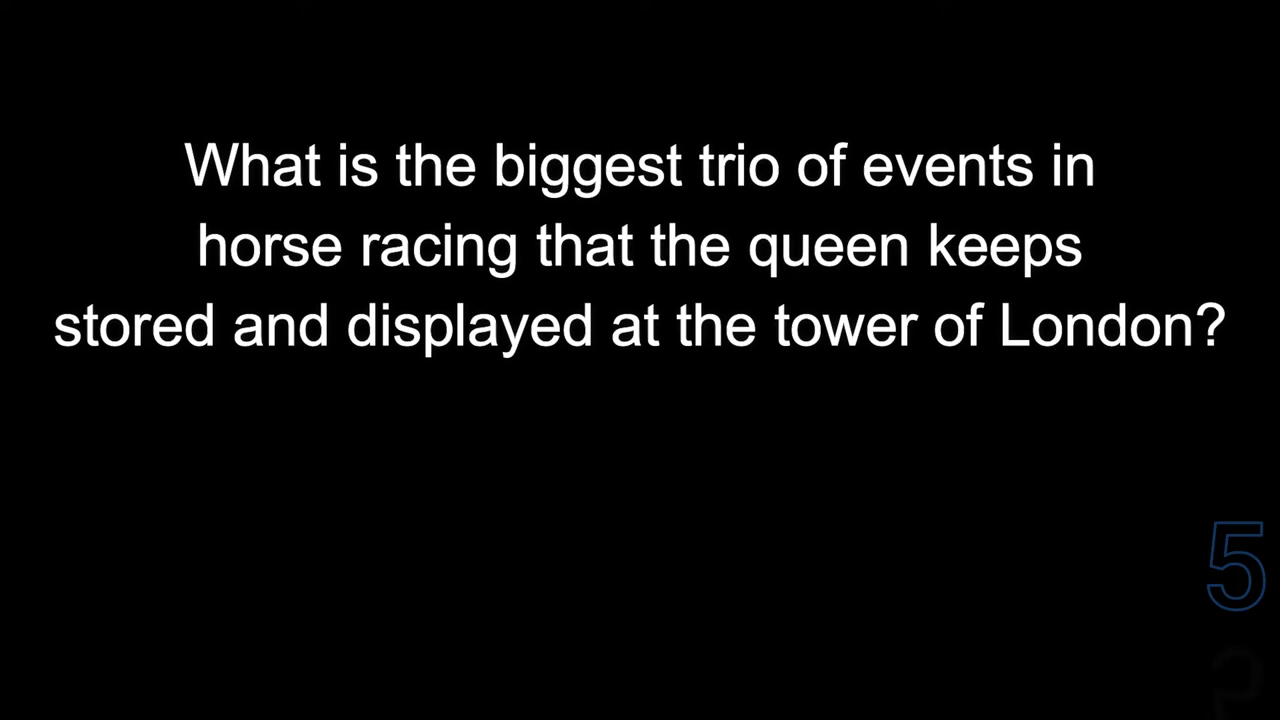 What is the biggest trio of events in
horse racing that the queen keeps
stored and displayed at the tower of London?
5